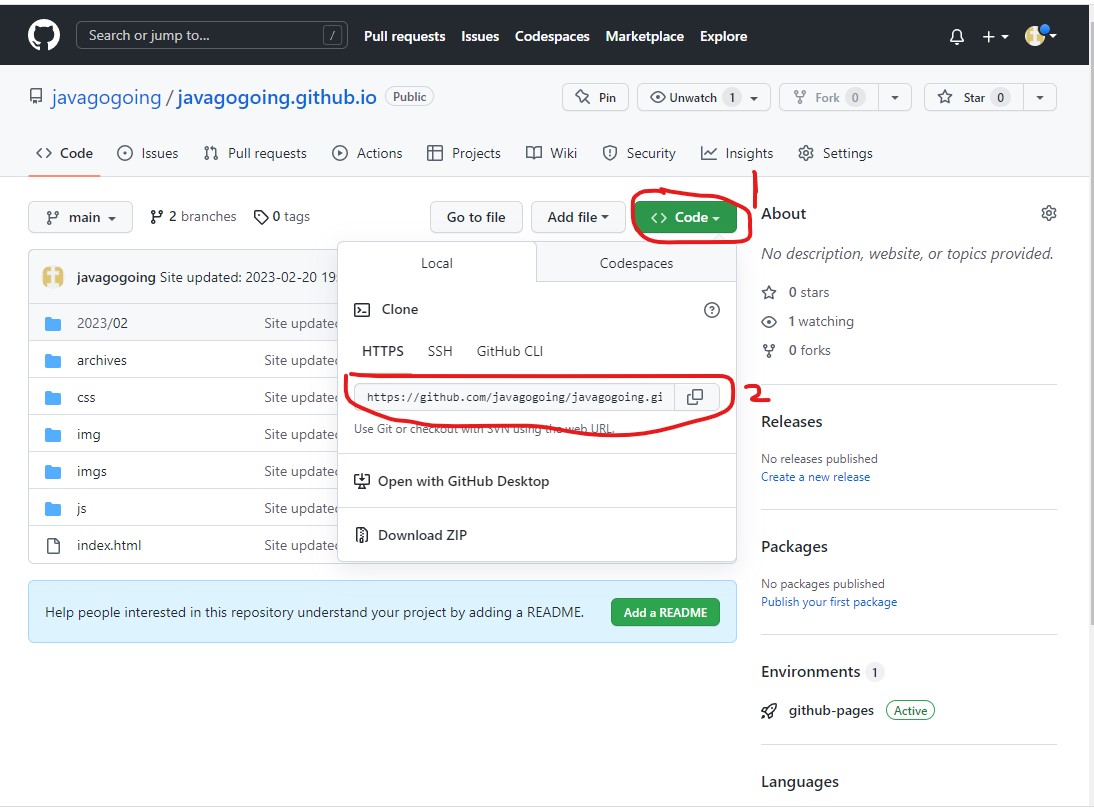 Search or jump to... /
Pull requests Issues Codespaces Marketplace Explore
javagogoing / javagogoing.github.io Public
Pin Unwatch 1 Fork 0 Star 0
Code Issues Pull requests Actions Projects Wiki Security Insights Settings
1
main 2 branches 0 tags Go to file Add file <> Code
About
No description, website, or topics provided.
0 stars
1 watching
0 forks
javagogoing Site updated: 2023-02-20 19
2023/02 Site update
archives Site update
css Site update
img Site update
imgs Site update
js Site update
index.html Site update
Local Codespaces
Clone
HTTPS SSH GitHub CLI
https://github.com/javagogoing/javagogoing.gi
2
Use Git or checkout with SVN using the web URL.
Open with GitHub Desktop
Download ZIP
Help people interested in this repository understand your project by adding a README. Add a README
Releases
No releases published
Create a new release
Packages
No packages published
Publish your first package
Environments 1
github-pages Active
Languages